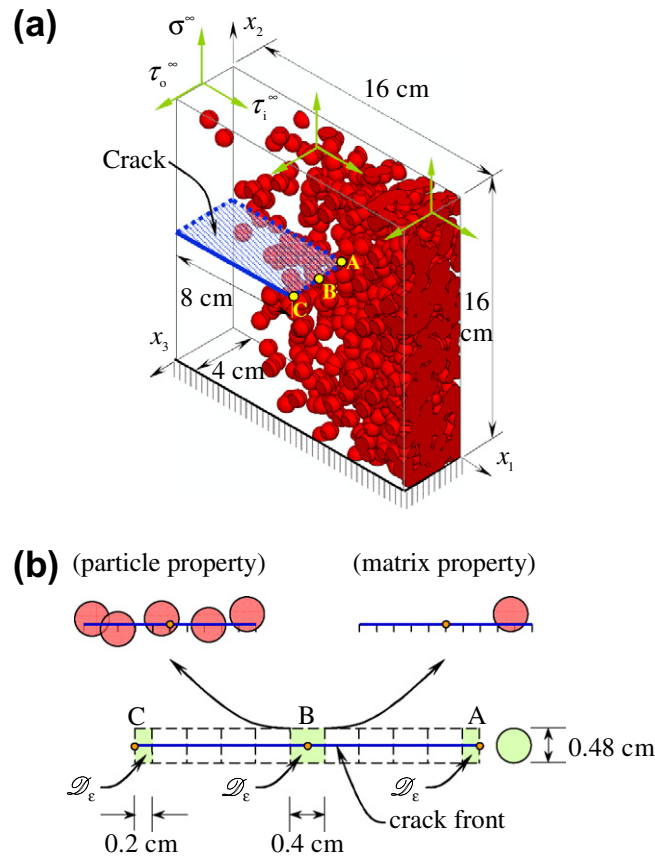 (a)
σ∞
x2
τo∞
τi∞
16 cm
Crack
A
B
C
8 cm
16
cm
x3
4 cm
x1
(b)
(particle property)
(matrix property)
C
B
A
0.48 cm
𝒟ε
𝒟ε
𝒟ε
crack front
0.2 cm
0.4 cm